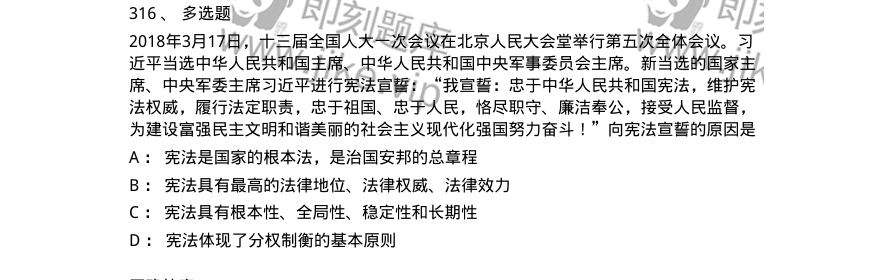 316 、 多选题
2018年3月17日，十三届全国人大一次会议在北京人民大会堂举行第五次全体会议。习
近平当选中华人民共和国主席、中华人民共和国中央军事委员会主席。新当选的国家主
席、中央军委主席习近平进行宪法宣誓：“我宣誓：忠于中华人民共和国宪法，维护宪
法权威，履行法定职责，忠于祖国、忠于人民，恪尽职守、廉洁奉公，接受人民监督，
为建设富强民主文明和谐美丽的社会主义现代化强国努力奋斗！”向宪法宣誓的原因是
A ： 宪法是国家的根本法，是治国安邦的总章程
B ： 宪法具有最高的法律地位、法律权威、法律效力
C ： 宪法具有根本性、全局性、稳定性和长期性
D ： 宪法体现了分权制衡的基本原则
即刻题库
www.jike.vip
即刻题库